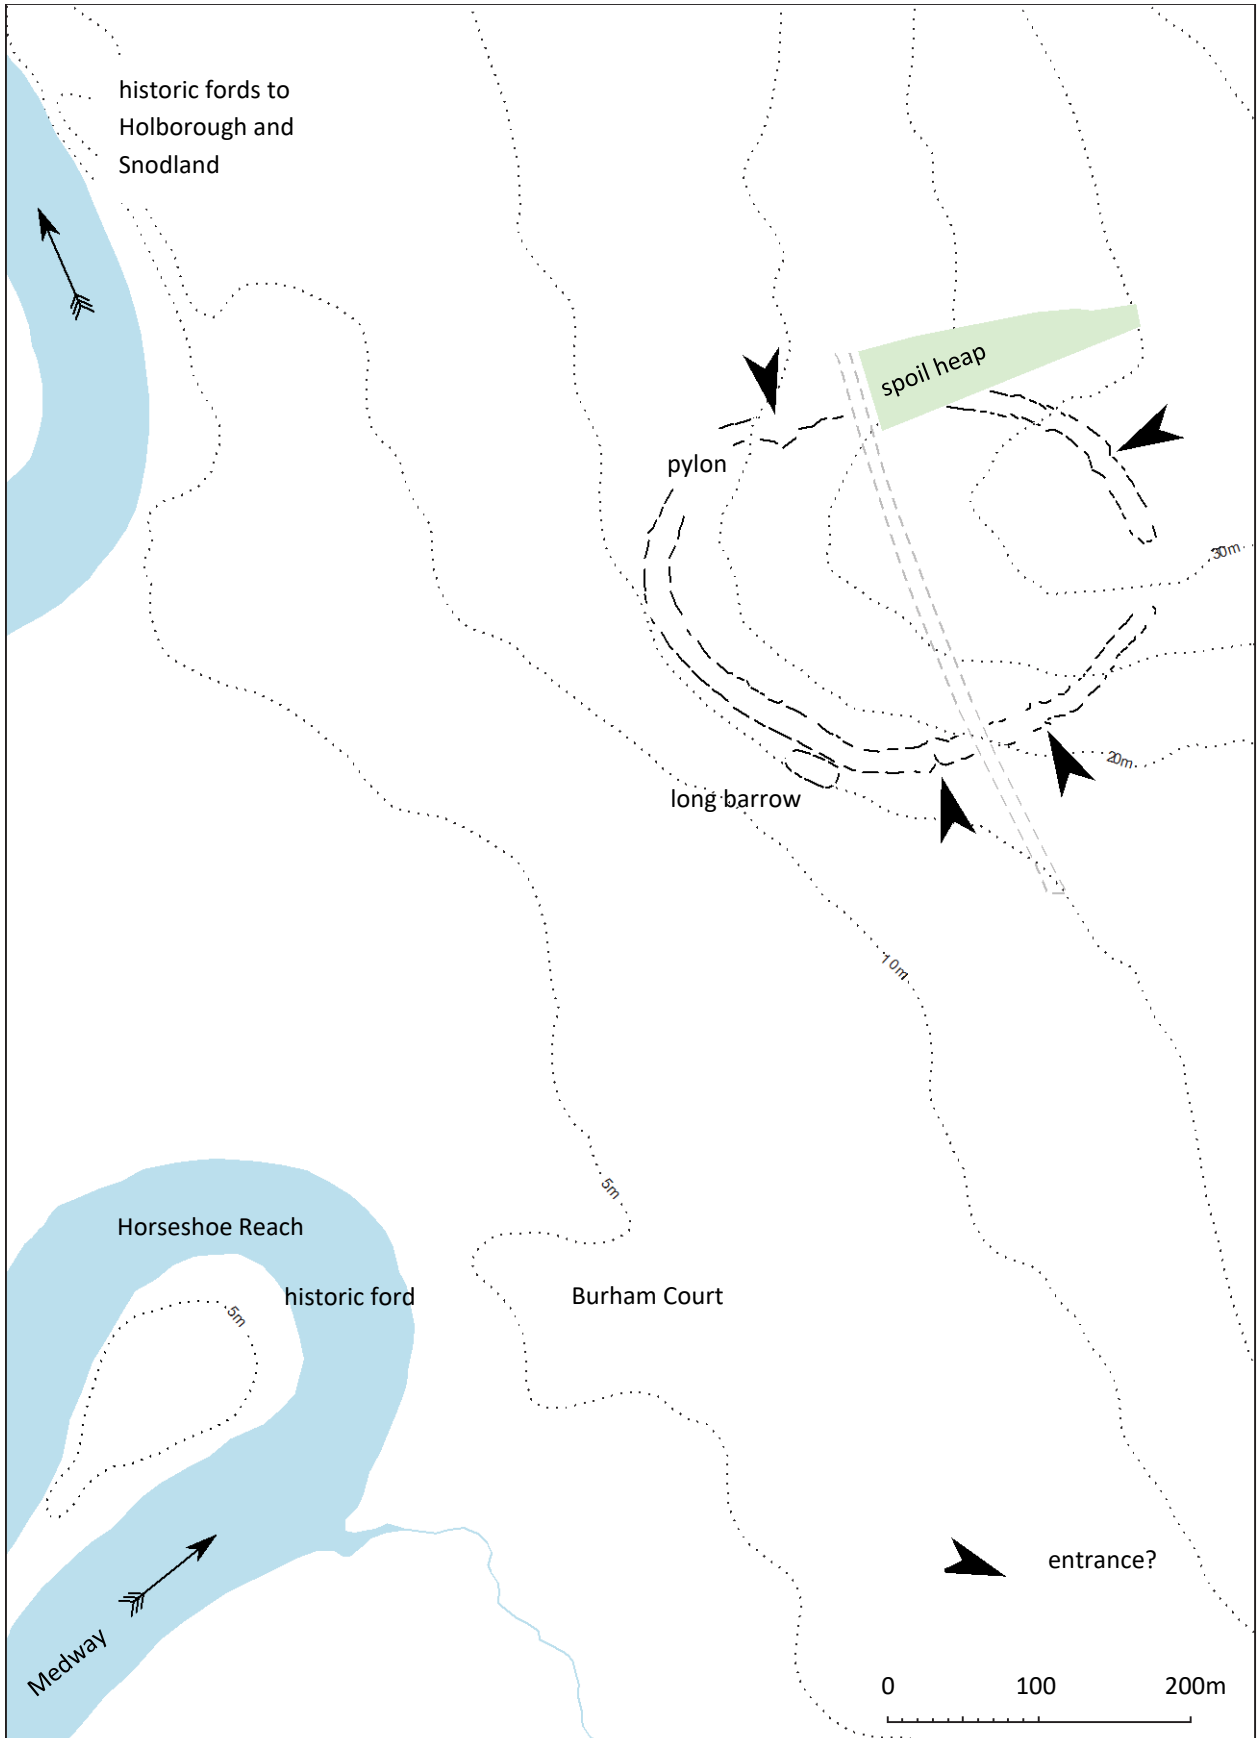 historic fords to
Holborough and
Snodland
spoil heap
pylon
30m
20m
long barrow
10m
5m
Horseshoe Reach
historic ford
Burham Court
5m
entrance?
Medway
0 100 200m